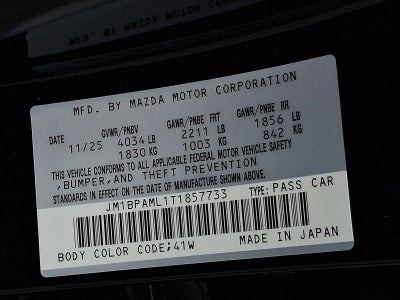 MFD. BY MAZDA MOTOR CORPORATION
DATE GVWR/PNBV GAWR/PNBE FRT GAWR/PNBE RR
11/25 4034 LB 2211 LB 1856 LB
1830 KG 1003 KG 842 KG
THIS VEHICLE CONFORMS TO ALL APPLICABLE FEDERAL MOTOR VEHICLE SAFETY
,BUMPER,AND THEFT PREVENTION
STANDARDS IN EFFECT ON THE DATE OF MANUFACTURE SHOWN ABOVE.
JM1BPAML1T1857733 TYPE: PASS CAR
BODY COLOR CODE;41W MADE IN JAPAN